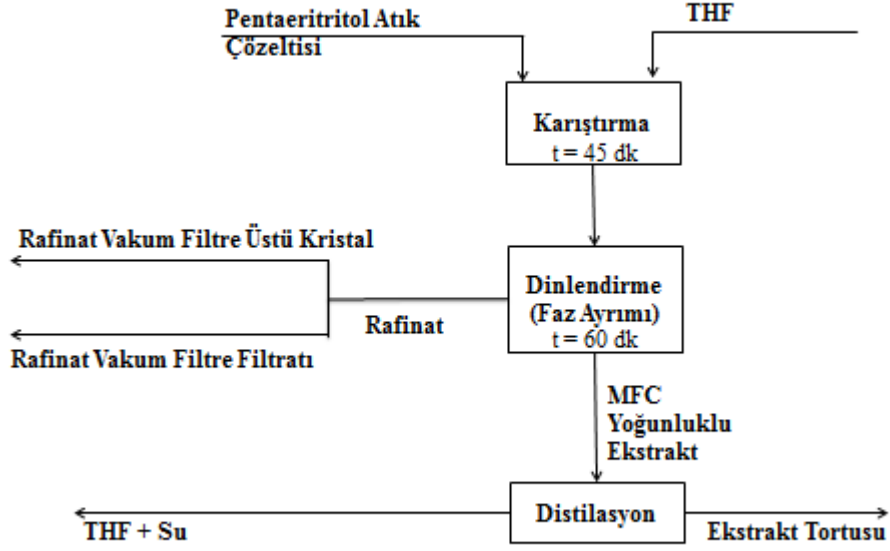 Pentaeritritol Atık
Çözeltisi
THF
Karıştırma
t = 45 dk
Rafinat Vakum Filtre Üstü Kristal
Dinlendirme
(Faz Ayrımı)
t = 60 dk
Rafinat
Rafinat Vakum Filtre Filtratı
MFC
Yoğunluklu
Ekstrakt
Distilasyon
THF + Su
Ekstrakt Tortusu